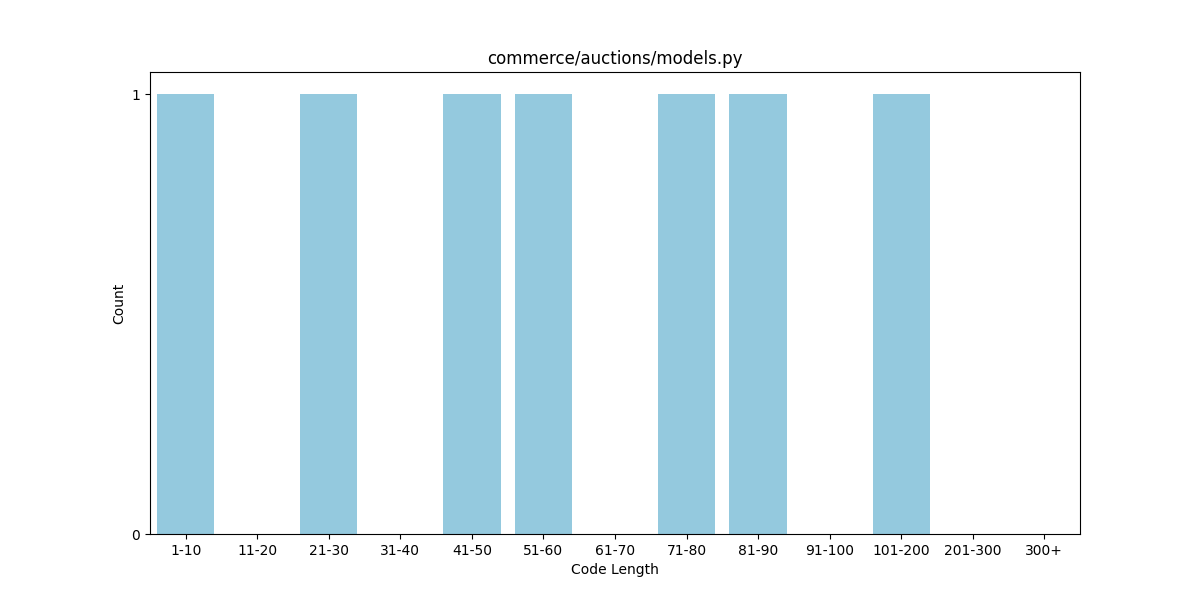 commerce/auctions/models.py
1
Count
0
1-10 11-20 21-30 31-40 41-50 51-60 61-70 71-80 81-90 91-100 101-200 201-300 300+
Code Length